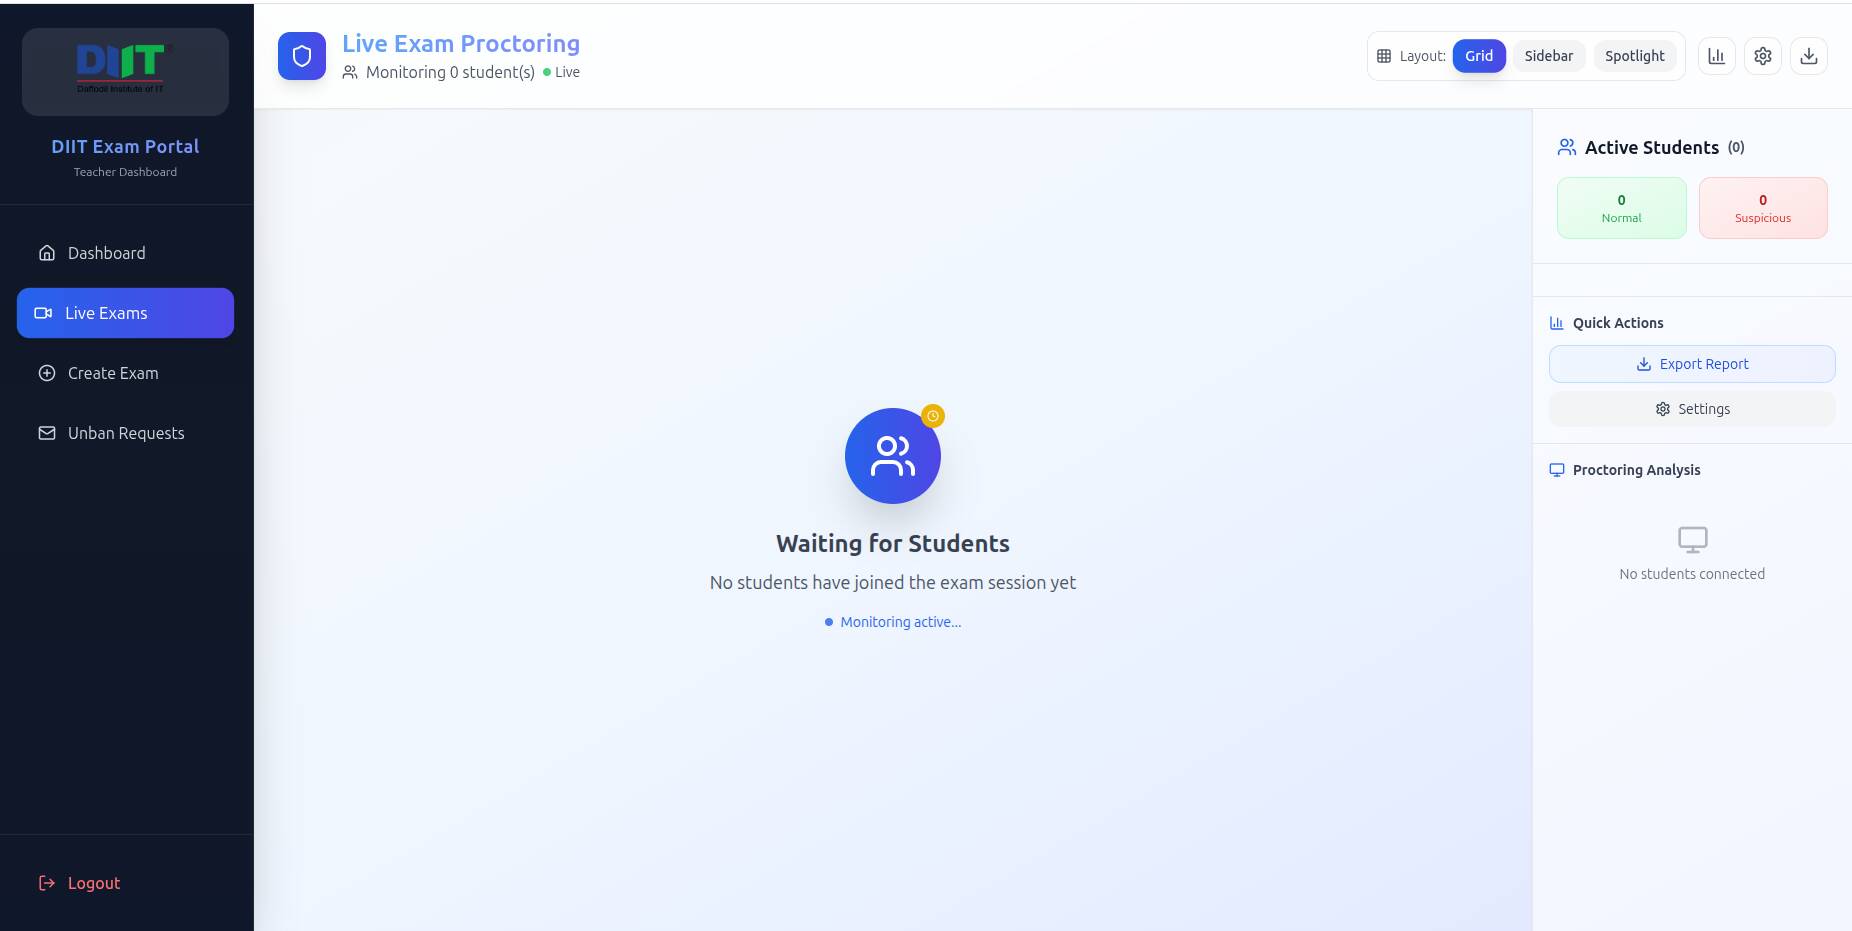 DIIT
Daffodil Institute of IT
DIIT Exam Portal
Teacher Dashboard
Dashboard
Live Exams
Create Exam
Unban Requests
Logout
Live Exam Proctoring
Monitoring 0 student(s) Live
Layout: Grid Sidebar Spotlight
Waiting for Students
No students have joined the exam session yet
Monitoring active...
Active Students (0)
0
Normal
0
Suspicious
Quick Actions
Export Report
Settings
Proctoring Analysis
No students connected